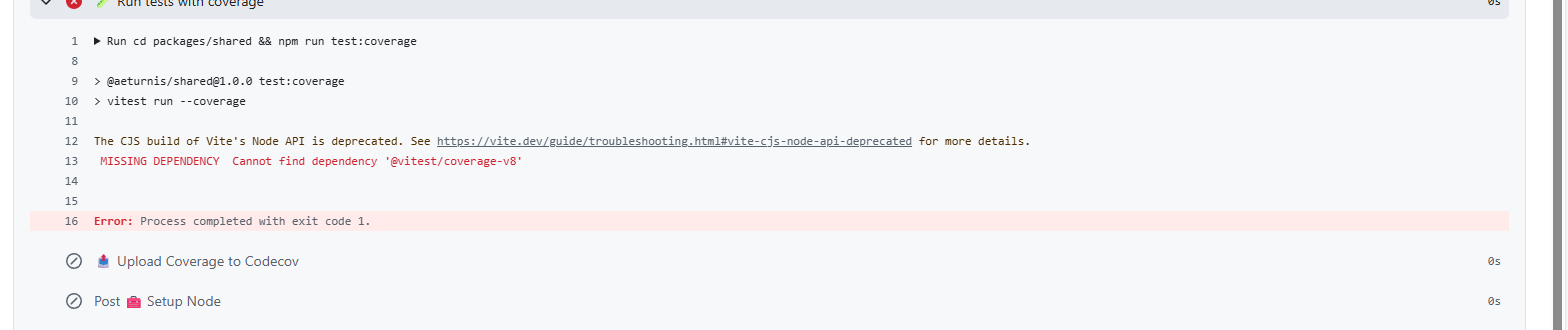 Run tests with coverage 0s
1 ▶ Run cd packages/shared && npm run test:coverage
8
9 > @aeturnis/shared@1.0.0 test:coverage
10 > vitest run --coverage
11
12 The CJS build of Vite's Node API is deprecated. See https://vite.dev/guide/troubleshooting.html#vite-cjs-node-api-deprecated for more details.
13 MISSING DEPENDENCY Cannot find dependency '@vitest/coverage-v8'
14
15
16 Error: Process completed with exit code 1.
Upload Coverage to Codecov 0s
Post 🧰 Setup Node 0s